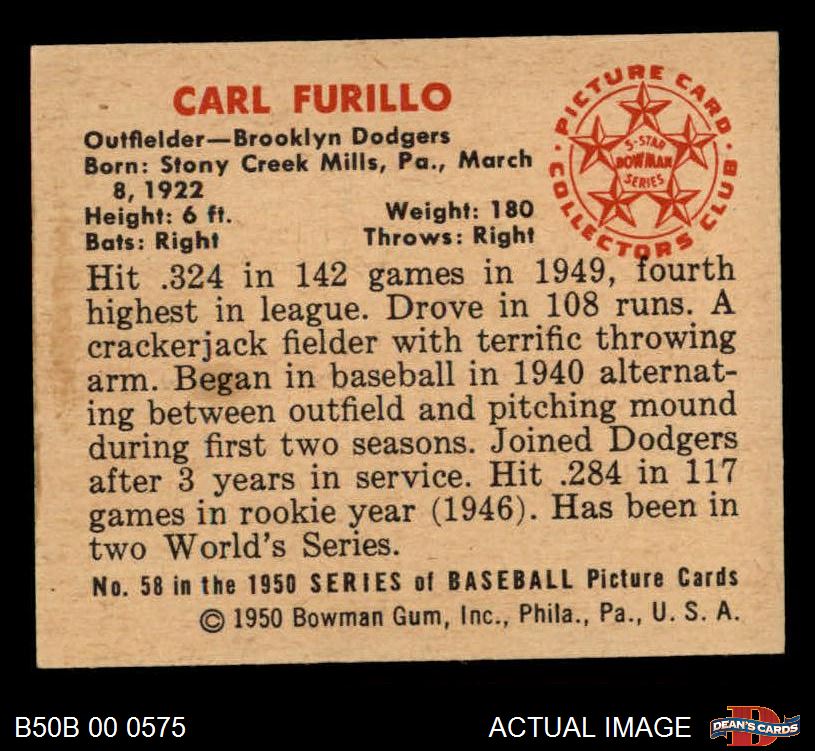 CARL FURILLO
Outfielder—Brooklyn Dodgers
Born: Stony Creek Mills, Pa., March
8, 1922
Height: 6 ft. Weight: 180
Bats: Right Throws: Right
PICTURE CARD
COLLECTORS CLUB
5-STAR
BOWMAN
SERIES
Hit .324 in 142 games in 1949, fourth
highest in league. Drove in 108 runs. A
crackerjack fielder with terrific throwing
arm. Began in baseball in 1940 alternat-
ing between outfield and pitching mound
during first two seasons. Joined Dodgers
after 3 years in service. Hit .284 in 117
games in rookie year (1946). Has been in
two World's Series.
No. 58 in the 1950 SERIES of BASEBALL Picture Cards
© 1950 Bowman Gum, Inc., Phila., Pa., U. S. A.
B50B 00 0575 ACTUAL IMAGE
D
DEAN'S CARDS